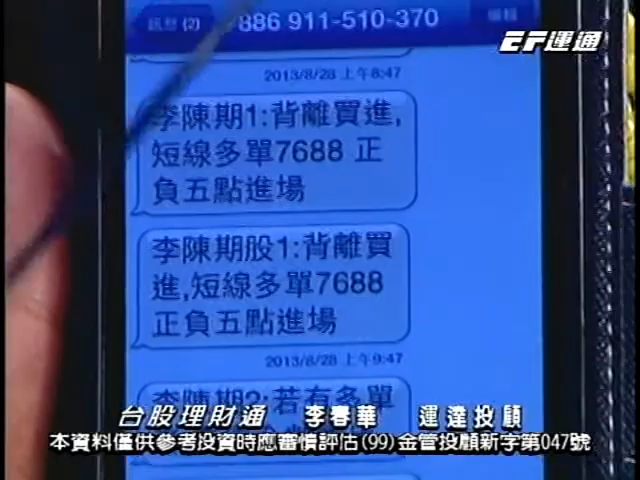 訊息 (2)
886 911-510-370
編輯
EF運通
2013/8/28 上午8:47
李陳期1:背離買進,
短線多單7688 正
負五點進場
李陳期股1:背離買
進,短線多單7688
正負五點進場
2013/8/28 上午9:47
李陳期2:若有多單
台股理財通 李春華 運達投顧
本資料僅供參考投資時應審慎評估(99)金管投顧新字第047號